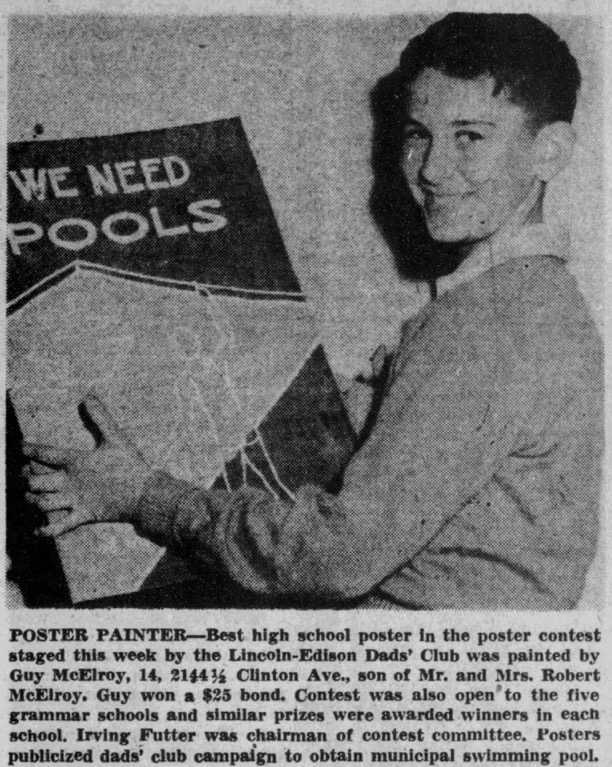 WE NEED
POOLS
POSTER PAINTER—Best high school poster in the poster contest
staged this week by the Lincoln-Edison Dads' Club was painted by
Guy McElroy, 14, 2144½ Clinton Ave., son of Mr. and Mrs. Robert
McElroy. Guy won a $25 bond. Contest was also open to the five
grammar schools and similar prizes were awarded winners in each
school. Irving Futter was chairman of contest committee. Posters
publicized dads' club campaign to obtain municipal swimming pool.